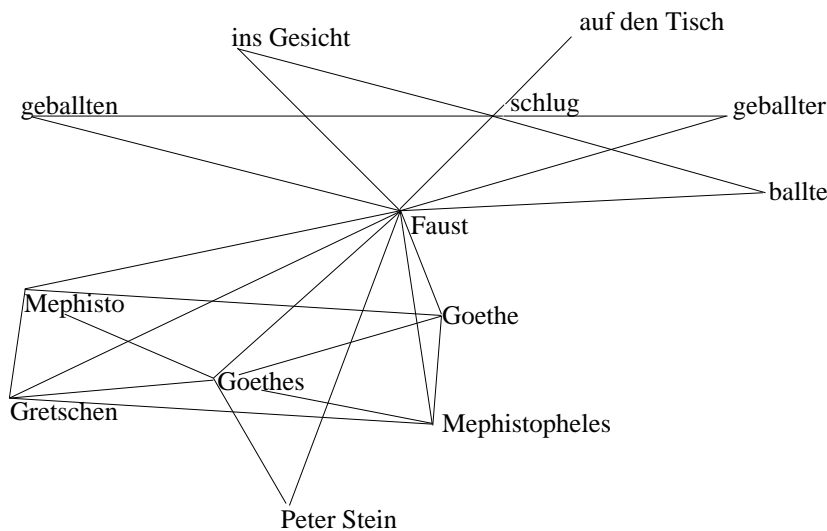 auf den Tisch
ins Gesicht
geballten
schlug
geballter
ballte
Faust
Mephisto
Goethe
Goethes
Gretschen
Mephistopheles
Peter Stein